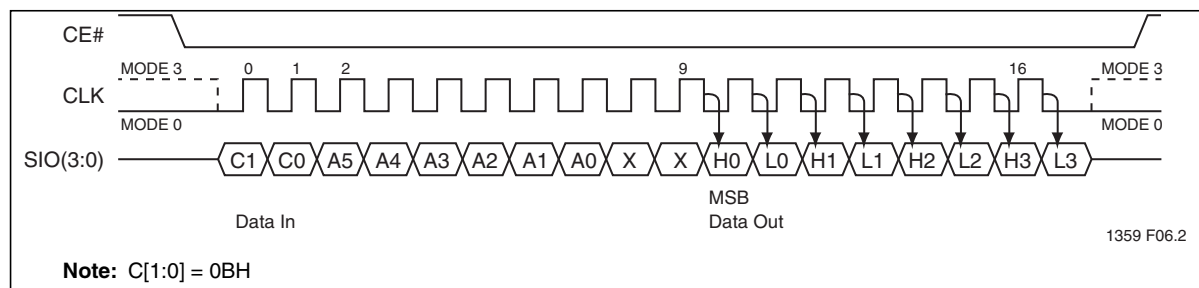 CE#
MODE 3 0 1 2 9 16 MODE 3
CLK
MODE 0 MODE 0
SIO(3:0) C1 C0 A5 A4 A3 A2 A1 A0 X X H0 L0 H1 L1 H2 L2 H3 L3
MSB
Data In Data Out
1359 F06.2
Note: C[1:0] = 0BH